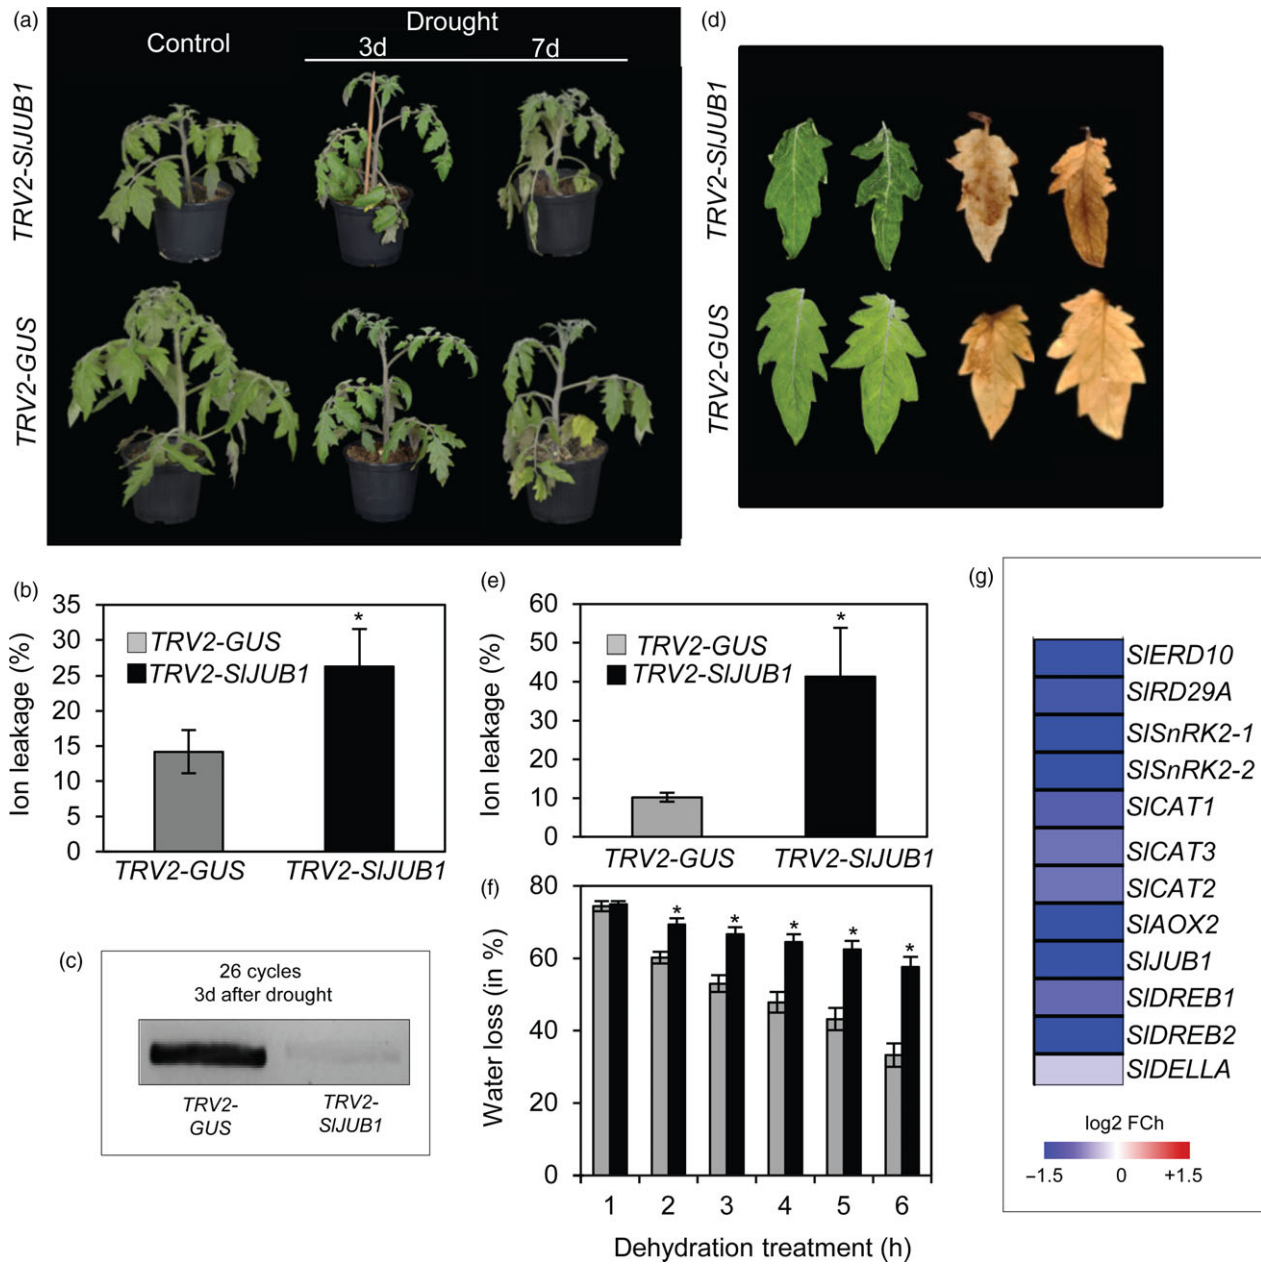 (a)
Control
Drought
3d
7d
TRV2-SlJUB1
TRV2-GUS
(d)
TRV2-SlJUB1
TRV2-GUS
(b)
Ion leakage (%)
35
30
25
20
15
10
5
0
TRV2-GUS
TRV2-SlJUB1
*
TRV2-GUS
TRV2-SlJUB1
(c)
26 cycles
3d after drought
TRV2-
GUS
TRV2-
SlJUB1
(e)
Ion leakage (%)
60
50
40
30
20
10
0
TRV2-GUS
TRV2-SlJUB1
*
TRV2-GUS
TRV2-SlJUB1
(f)
Water loss (in %)
80
60
40
20
0
* * * * *
1 2 3 4 5 6
Dehydration treatment (h)
(g)
SlERD10
SlRD29A
SlSnRK2-1
SlSnRK2-2
SlCAT1
SlCAT3
SlCAT2
SlAOX2
SlJUB1
SlDREB1
SlDREB2
SlDELLA
log2 FCh
−1.5 0 +1.5